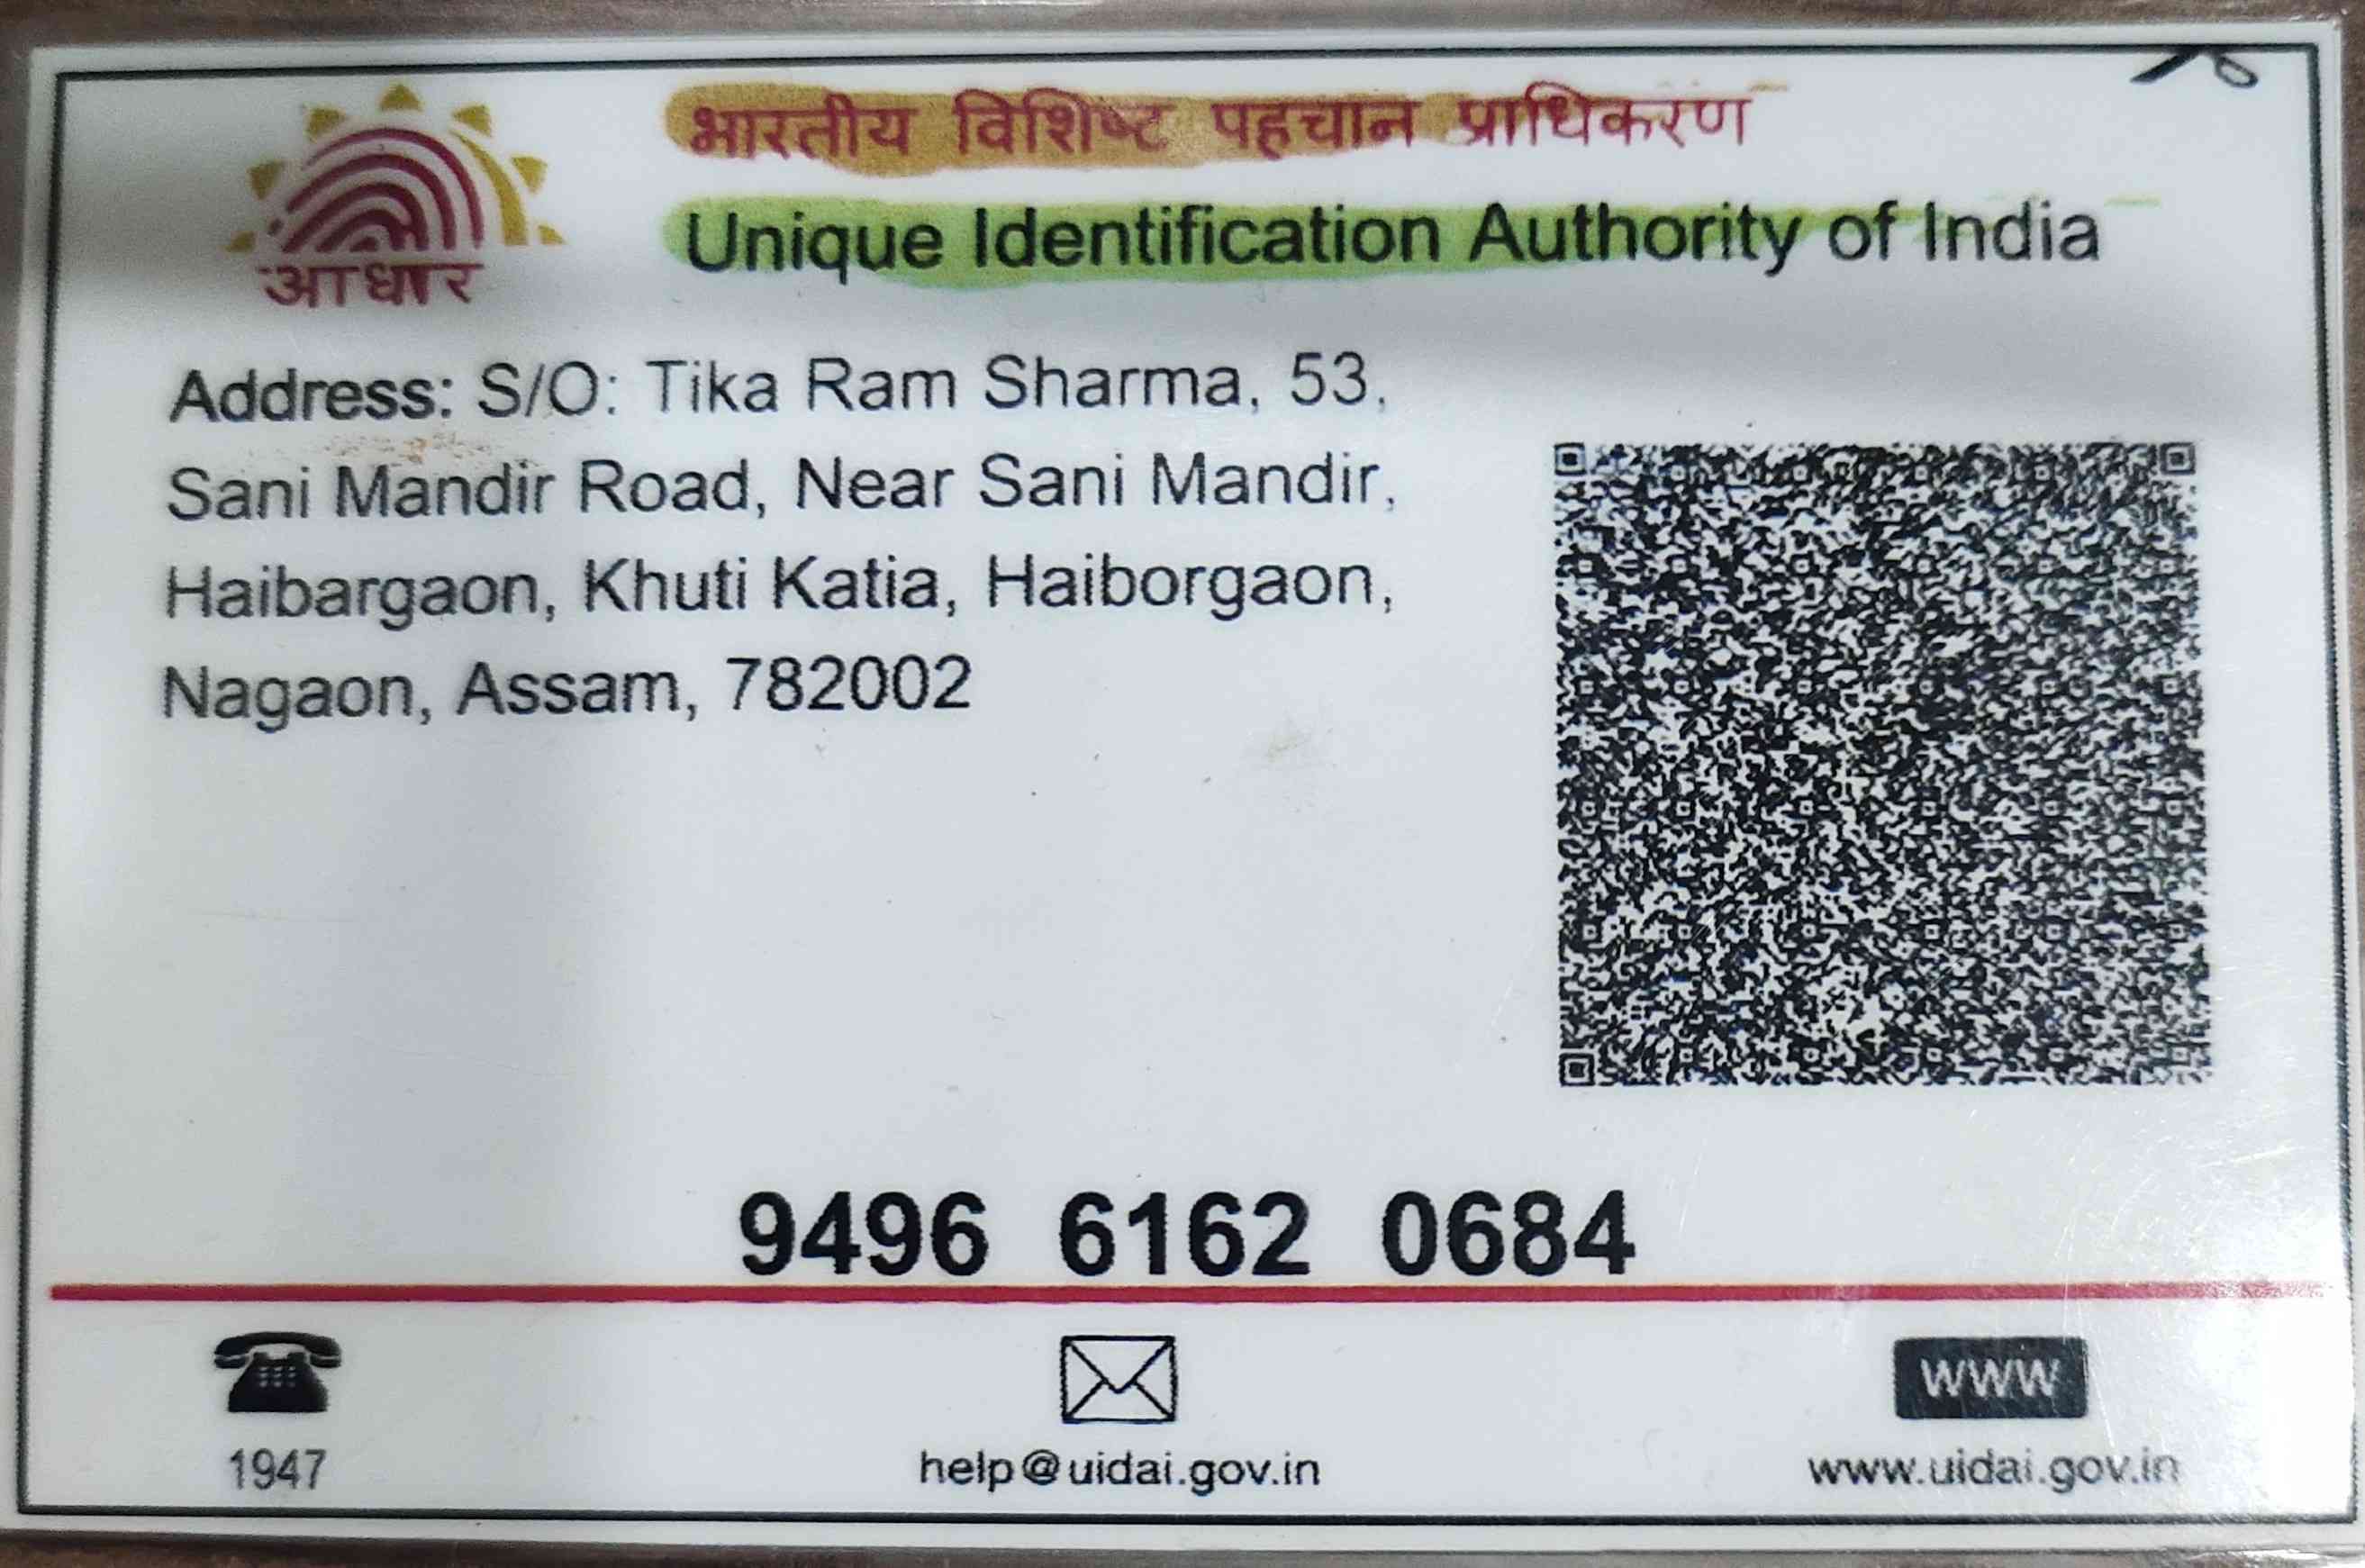 आधार
भारतीय विशिष्ट पहचान प्राधिकरण
Unique Identification Authority of India
Address: S/O: Tika Ram Sharma, 53,
Sani Mandir Road, Near Sani Mandir,
Haibargaon, Khuti Katia, Haiborgaon,
Nagaon, Assam, 782002
9496 6162 0684
1947
help@uidai.gov.in
www
www.uidai.gov.in